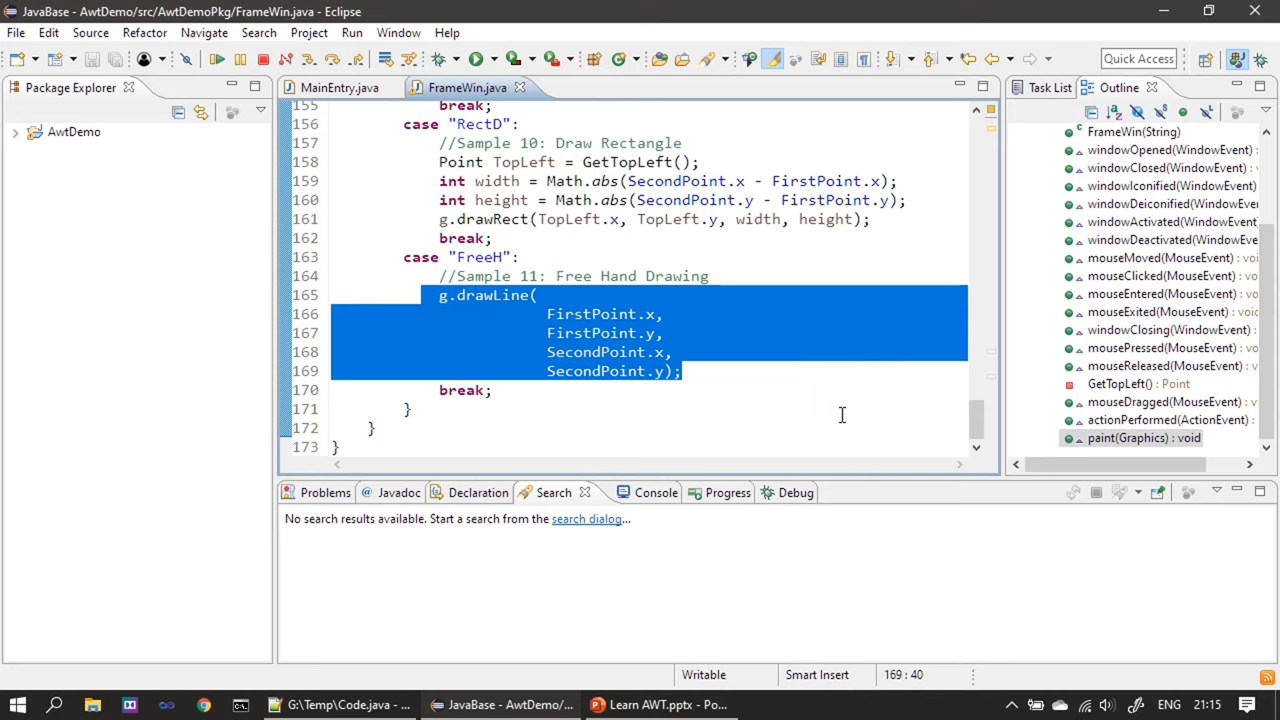 JavaBase - AwtDemo/src/AwtDemoPkg/FrameWin.java - Eclipse
File Edit Source Refactor Navigate Search Project Run Window Help
Quick Access
Package Explorer
AwtDemo
MainEntry.java FrameWin.java
155 break;
156 case "RectD":
157 //Sample 10: Draw Rectangle
158 Point TopLeft = GetTopLeft();
159 int width = Math.abs(SecondPoint.x - FirstPoint.x);
160 int height = Math.abs(SecondPoint.y - FirstPoint.y);
161 g.drawRect(TopLeft.x, TopLeft.y, width, height);
162 break;
163 case "FreeH":
164 //Sample 11: Free Hand Drawing
165 g.drawLine(
166 FirstPoint.x,
167 FirstPoint.y,
168 SecondPoint.x,
169 SecondPoint.y);
170 break;
171 }
172 }
173 }
Task List Outline
FrameWin(String)
windowOpened(WindowEvent)
windowClosed(WindowEvent)
windowIconified(WindowEvent)
windowDeiconified(WindowEvent)
windowActivated(WindowEvent)
windowDeactivated(WindowEve
mouseMoved(MouseEvent) : vo
mouseClicked(MouseEvent) : vo
mouseEntered(MouseEvent) : vo
mouseExited(MouseEvent) : void
windowClosing(WindowEvent) :
mousePressed(MouseEvent) : vo
mouseReleased(MouseEvent) : v
GetTopLeft() : Point
mouseDragged(MouseEvent) : v
actionPerformed(ActionEvent) :
paint(Graphics) : void
Problems Javadoc Declaration Search Console Progress Debug
No search results available. Start a search from the search dialog...
Writable Smart Insert 169 : 40
G:\Temp\Code.java - ... JavaBase - AwtDemo/... Learn AWT.pptx - Po... ENG 21:15